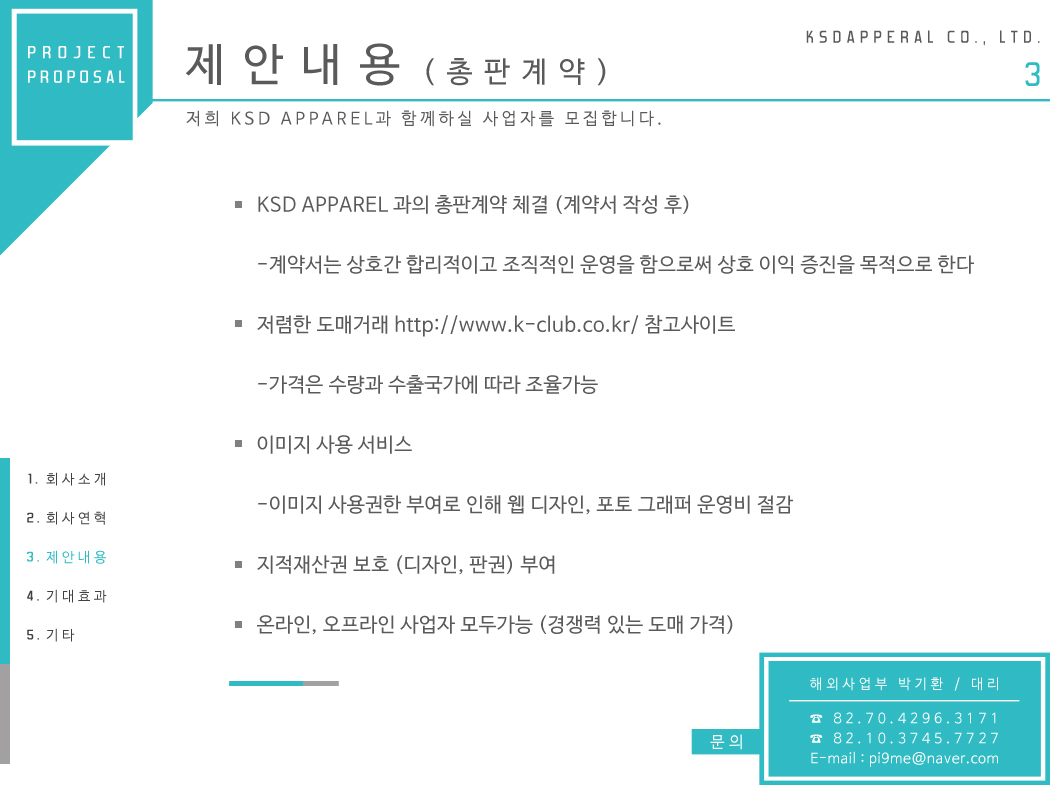 PROJECT
PROPOSAL
제안내용 (총판계약)
KSDAPPERAL CO., LTD.
3
저희 KSD APPAREL과 함께하실 사업자를 모집합니다.
▪ KSD APPAREL 과의 총판계약 체결 (계약서 작성 후)
-계약서는 상호간 합리적이고 조직적인 운영을 함으로써 상호 이익 증진을 목적으로 한다
▪ 저렴한 도매거래 http://www.k-club.co.kr/ 참고사이트
-가격은 수량과 수출국가에 따라 조율가능
▪ 이미지 사용 서비스
-이미지 사용권한 부여로 인해 웹 디자인, 포토 그래퍼 운영비 절감
▪ 지적재산권 보호 (디자인, 판권) 부여
▪ 온라인, 오프라인 사업자 모두가능 (경쟁력 있는 도매 가격)
1. 회사소개
2. 회사연혁
3. 제안내용
4. 기대효과
5. 기타
문의
해외사업부 박기환 / 대리
☎ 82.70.4296.3171
☎ 82.10.3745.7727
E-mail : pi9me@naver.com